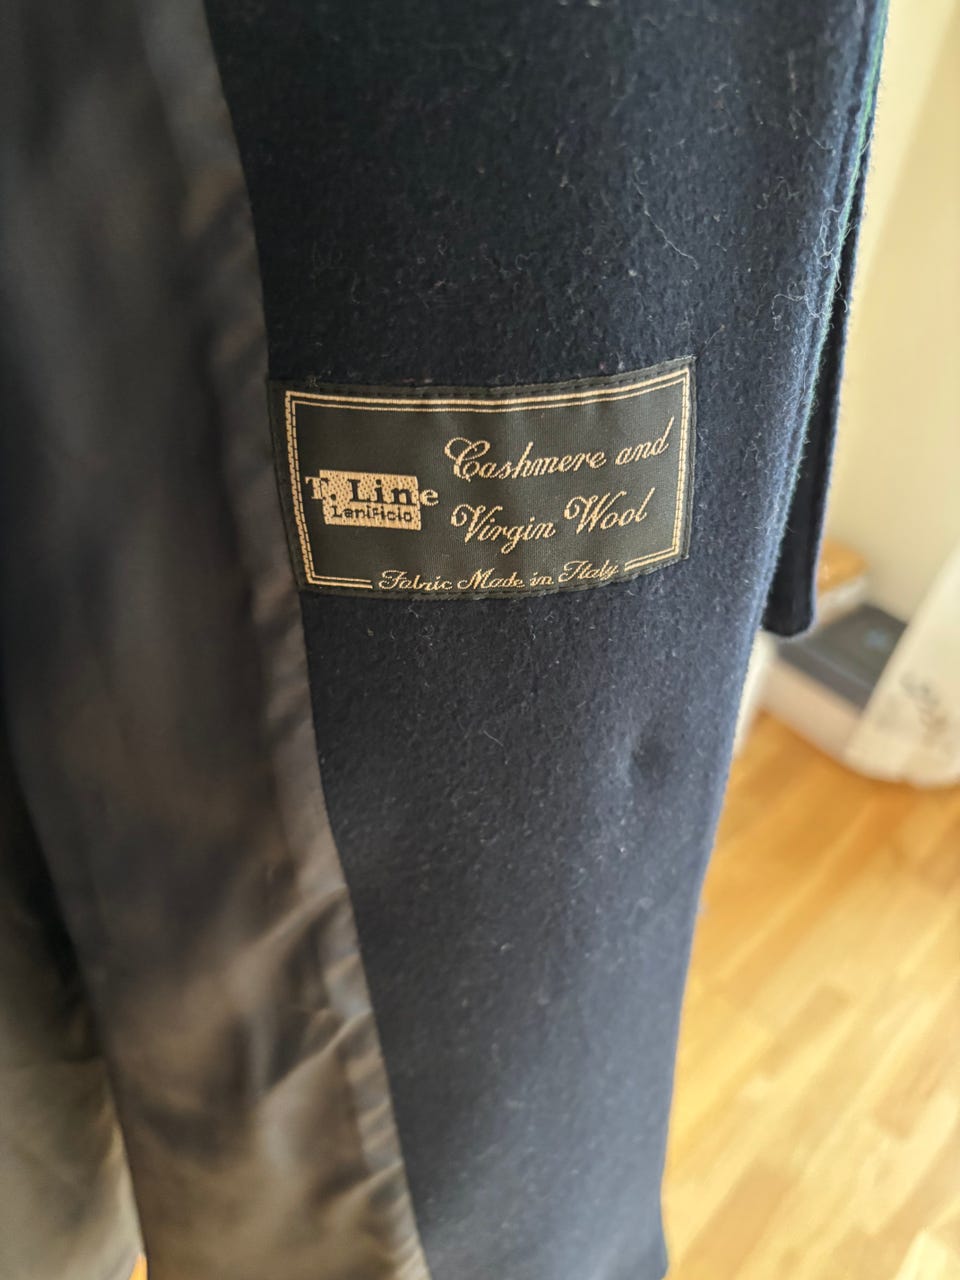 T. Line
Lanificio
Cashmere and
Virgin Wool
Fabric Made in Italy